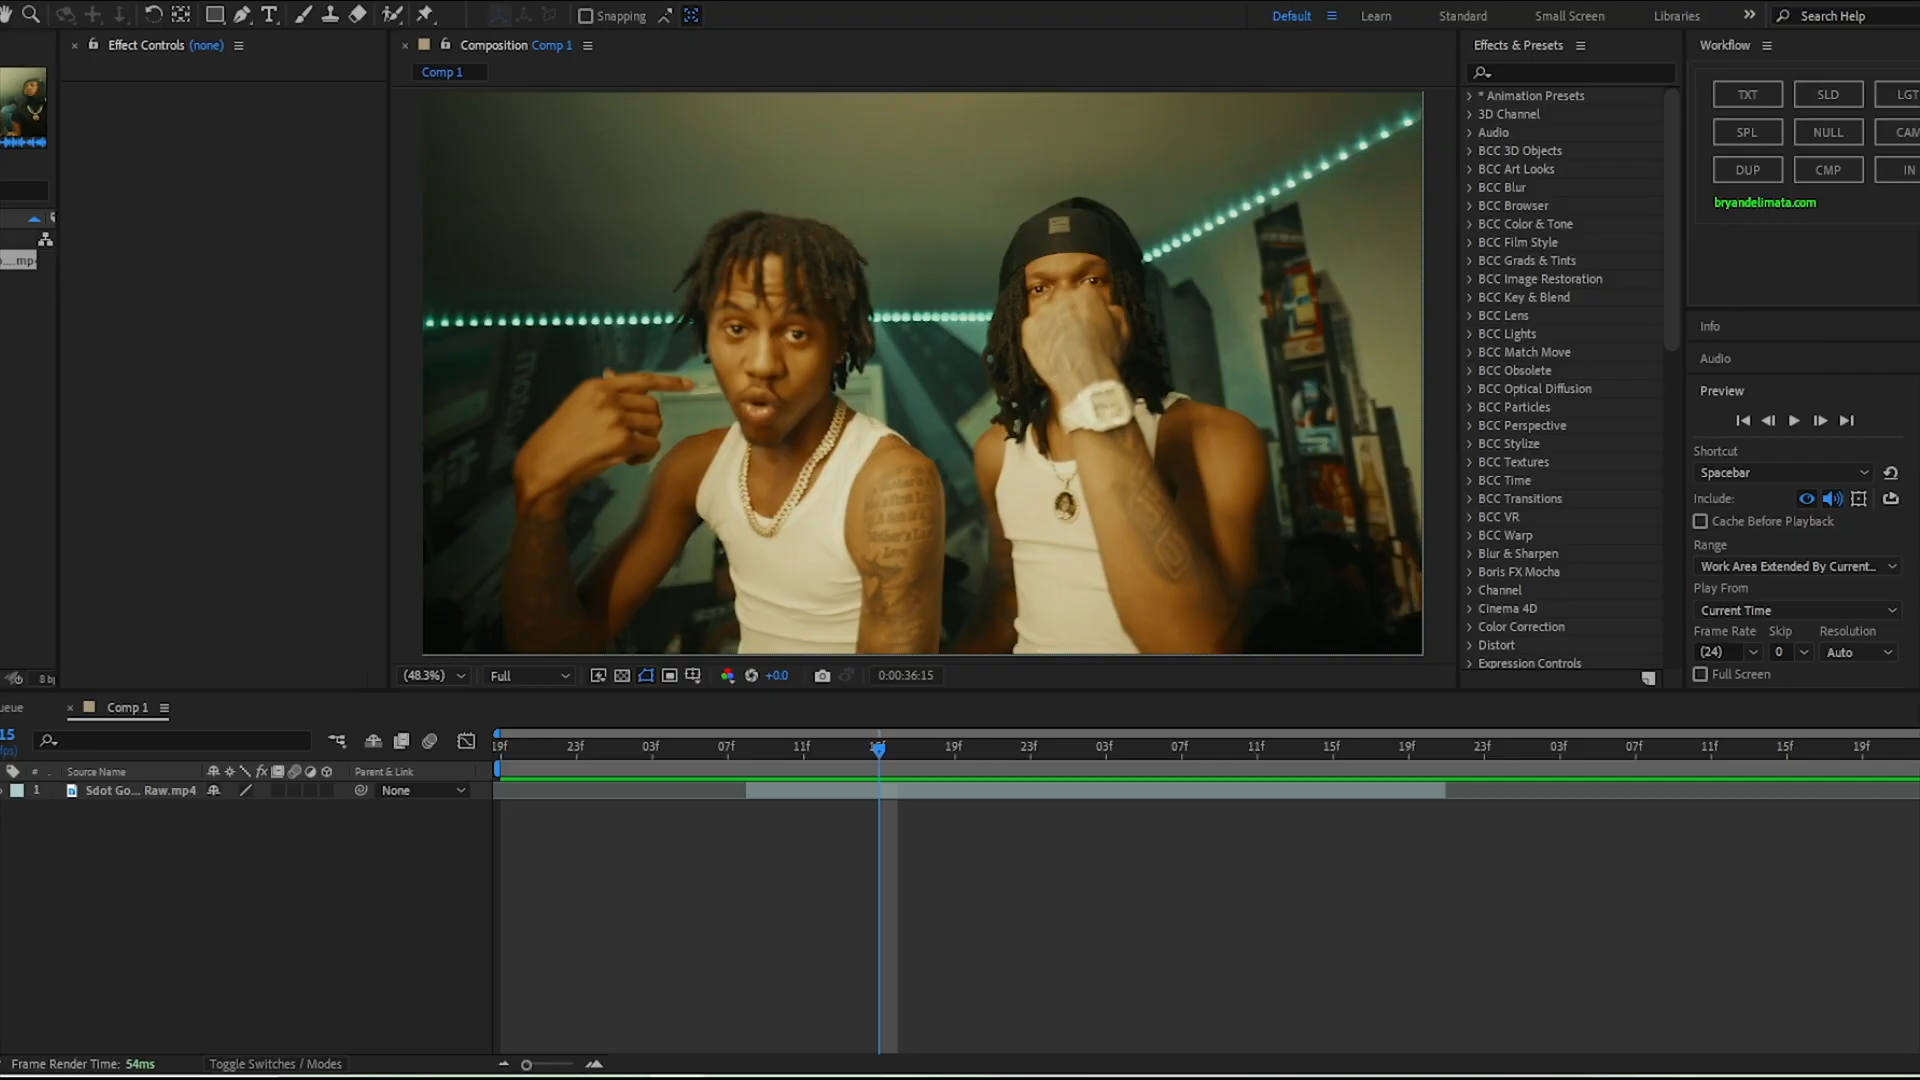 Snapping
Default
Learn
Standard
Small Screen
Libraries
Search Help
Effect Controls (none)
Composition Comp 1
Comp 1
Effects & Presets
* Animation Presets
3D Channel
Audio
BCC 3D Objects
BCC Art Looks
BCC Blur
BCC Browser
BCC Color & Tone
BCC Film Style
BCC Grads & Tints
BCC Image Restoration
BCC Key & Blend
BCC Lens
BCC Lights
BCC Match Move
BCC Obsolete
BCC Optical Diffusion
BCC Particles
BCC Perspective
BCC Stylize
BCC Textures
BCC Time
BCC Transitions
BCC VR
BCC Warp
Blur & Sharpen
Boris FX Mocha
Channel
Cinema 4D
Color Correction
Distort
Expression Controls
Workflow
TXT SLD LGT
SPL NULL CAM
DUP CMP IN
bryandelimata.com
Info
Audio
Preview
Shortcut
Spacebar
Include:
Cache Before Playback
Range
Work Area Extended By Current...
Play From
Current Time
Frame Rate Skip Resolution
(24) 0 Auto
Full Screen
....mp
(48.3%) Full +0.0 0:00:36:15
Comp 1
15
19f 23f 03f 07f 11f 15f 19f 23f 03f 07f 11f 15f 19f 23f 03f 07f 11f 15f 19f
# Source Name fx Parent & Link
1 Sdot Go... Raw.mp4 None
Frame Render Time: 54ms Toggle Switches / Modes